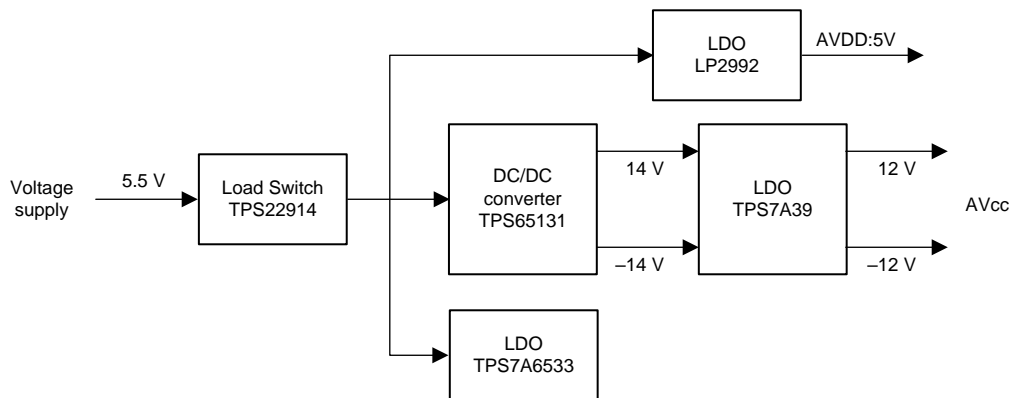 LDO
LP2992
AVDD:5V
Voltage
supply
5.5 V
Load Switch
TPS22914
DC/DC
converter
TPS65131
14 V
–14 V
LDO
TPS7A39
12 V
–12 V
AVcc
LDO
TPS7A6533